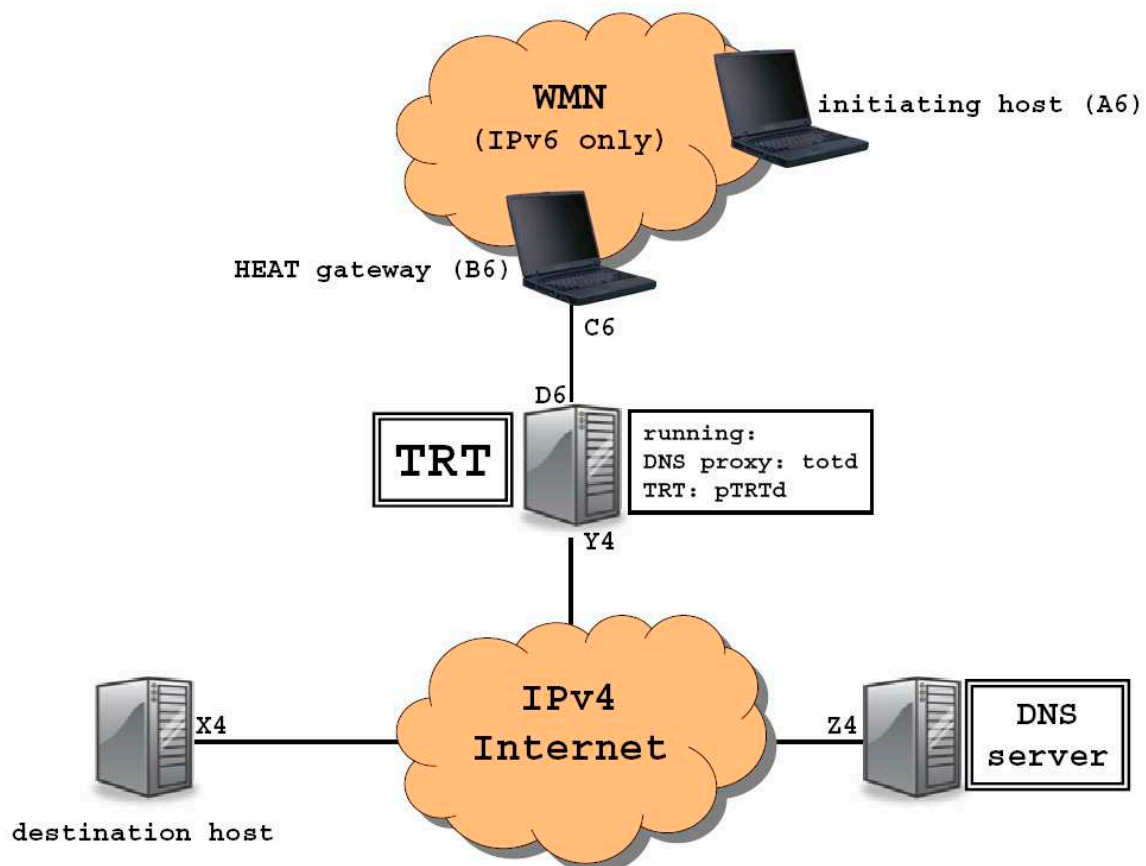 WMN
(IPv6 only)
initiating host (A6)
HEAT gateway (B6)
C6
D6
TRT
running:
DNS proxy: totd
TRT: pTRTd
Y4
IPv4
Internet
X4
Z4
DNS
server
destination host